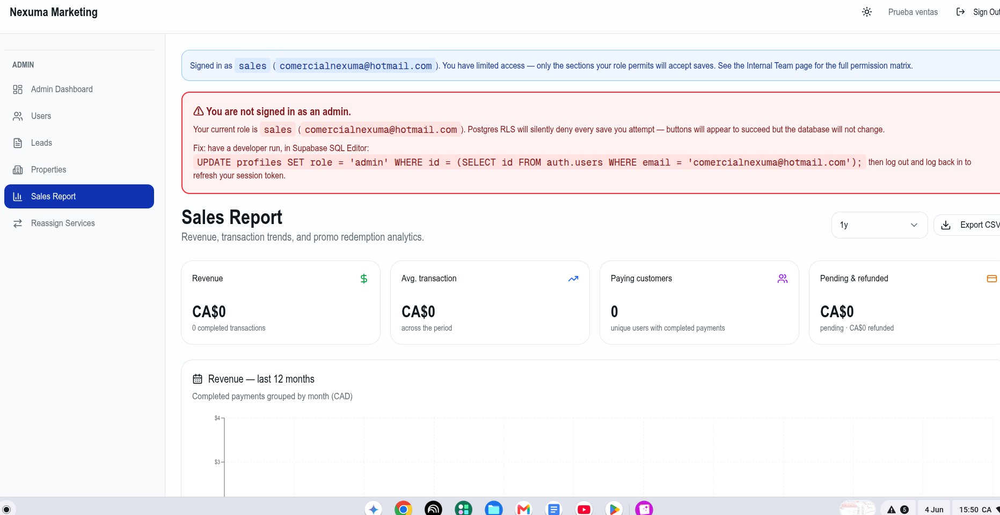 Nexuma Marketing
Prueba ventas
Sign Out
ADMIN
Admin Dashboard
Users
Leads
Properties
Sales Report
Reassign Services
Signed in as sales (comercialnexuma@hotmail.com). You have limited access — only the sections your role permits will accept saves. See the Internal Team page for the full permission matrix.
You are not signed in as an admin.
Your current role is sales (comercialnexuma@hotmail.com). Postgres RLS will silently deny every save you attempt — buttons will appear to succeed but the database will not change.
Fix: have a developer run, in Supabase SQL Editor:
UPDATE profiles SET role = 'admin' WHERE id = (SELECT id FROM auth.users WHERE email = 'comercialnexuma@hotmail.com'); then log out and log back in to
refresh your session token.
Sales Report
Revenue, transaction trends, and promo redemption analytics.
1y
Export CSV
Revenue
CA$0
0 completed transactions
Avg. transaction
CA$0
across the period
Paying customers
0
unique users with completed payments
Pending & refunded
CA$0
pending · CA$0 refunded
Revenue — last 12 months
Completed payments grouped by month (CAD)
$4
$3
5
4 Jun
15:50 CA